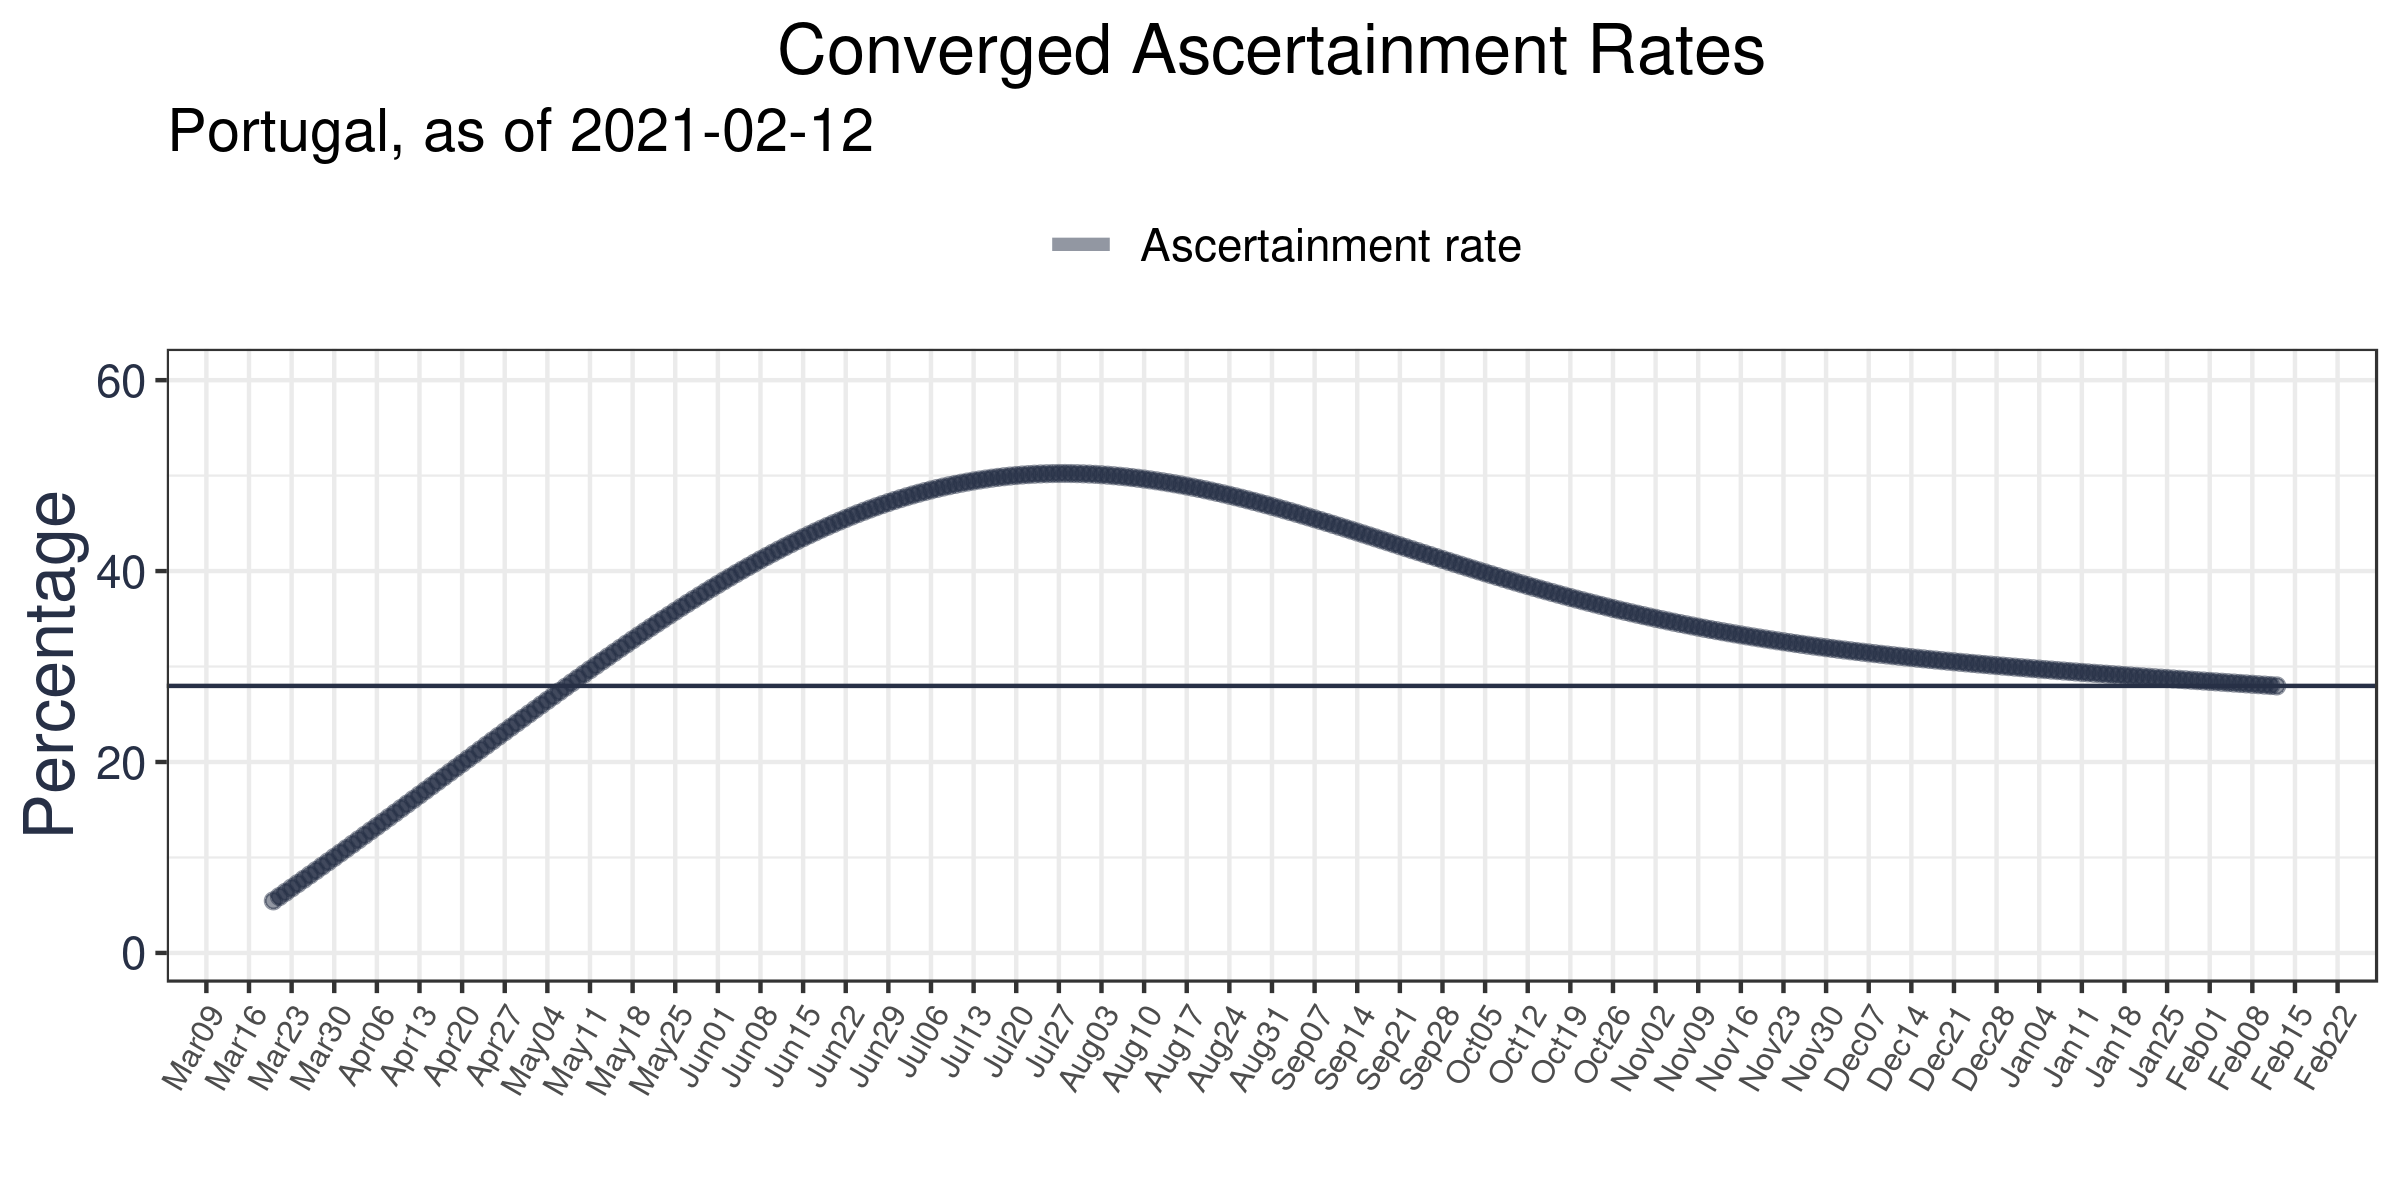 Converged Ascertainment Rates
Portugal, as of 2021-02-12
Ascertainment rate
Percentage
60
40
20
0
Mar09
Mar16
Mar23
Mar30
Apr06
Apr13
Apr20
Apr27
May04
May11
May18
May25
Jun01
Jun08
Jun15
Jun22
Jun29
Jul06
Jul13
Jul20
Jul27
Aug03
Aug10
Aug17
Aug24
Aug31
Sep07
Sep14
Sep21
Sep28
Oct05
Oct12
Oct19
Oct26
Nov02
Nov09
Nov16
Nov23
Nov30
Dec07
Dec14
Dec21
Dec28
Jan04
Jan11
Jan18
Jan25
Feb01
Feb08
Feb15
Feb22